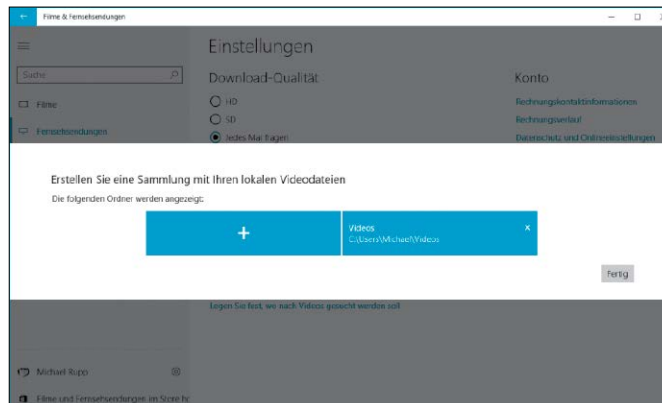 Filme & Fernsehsendungen
Einstellungen
Suche
Filme
Fernsehsendungen
Download-Qualität
HD
SD
Jedes Mal fragen
Konto
Rechnungskontaktinformationen
Rechnungsverlauf
Datenschutz und Onlineeinstellungen
Erstellen Sie eine Sammlung mit Ihren lokalen Videodateien
Die folgenden Ordner werden angezeigt:
+
Videos
C:\Users\Michael\Videos
x
Fertig
Legen Sie fest, wo nach Videos gesucht werden soll
Michael Rupp
Filme und Fernsehsendungen im Store